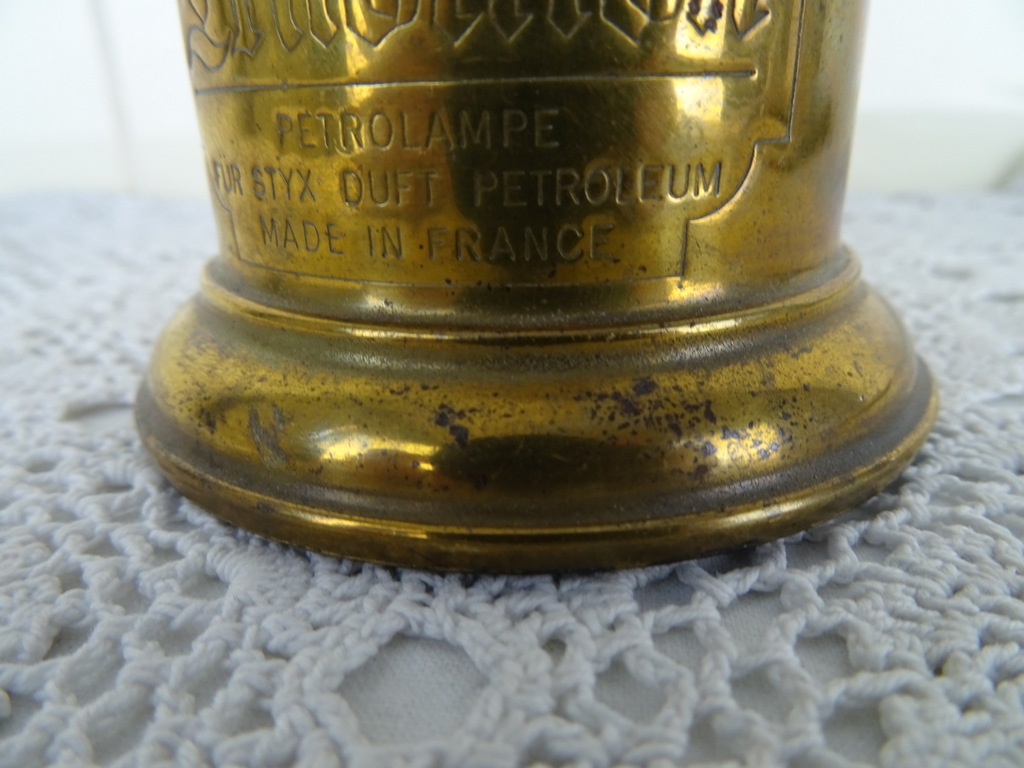 PETROLAMPE
FUR STYX DUFT PETROLEUM
MADE IN FRANCE